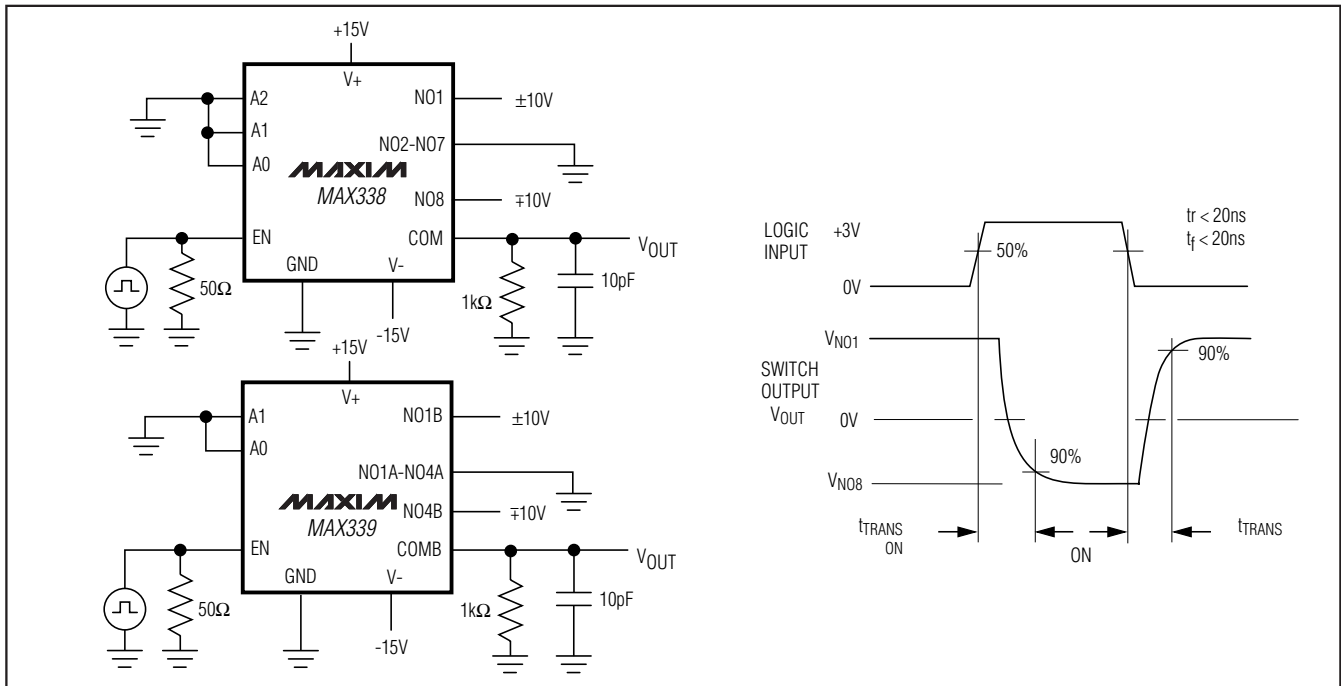 +15V
V+
A2
NO1
±10V
A1
NO2-NO7
A0
MAXIM
MAX338
NO8
∓10V
EN
COM
VOUT
GND
V-
50Ω
1kΩ
10pF
-15V
+15V
V+
A1
NO1B
±10V
A0
NO1A-NO4A
MAXIM
MAX339
NO4B
∓10V
EN
COMB
VOUT
GND
V-
50Ω
1kΩ
10pF
-15V
LOGIC
INPUT
+3V
50%
tr < 20ns
tf < 20ns
0V
VNO1
90%
SWITCH
OUTPUT
VOUT
0V
90%
VNO8
tTRANS
ON
ON
tTRANS